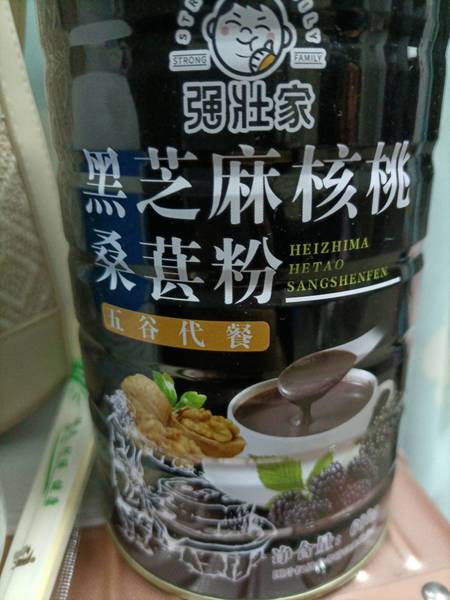 STRONG FAMILY
强壮家
黑芝麻核桃
桑葚粉
HEIZHIMA
HETAO
SANGSHENFEN
五谷代餐
净含量: